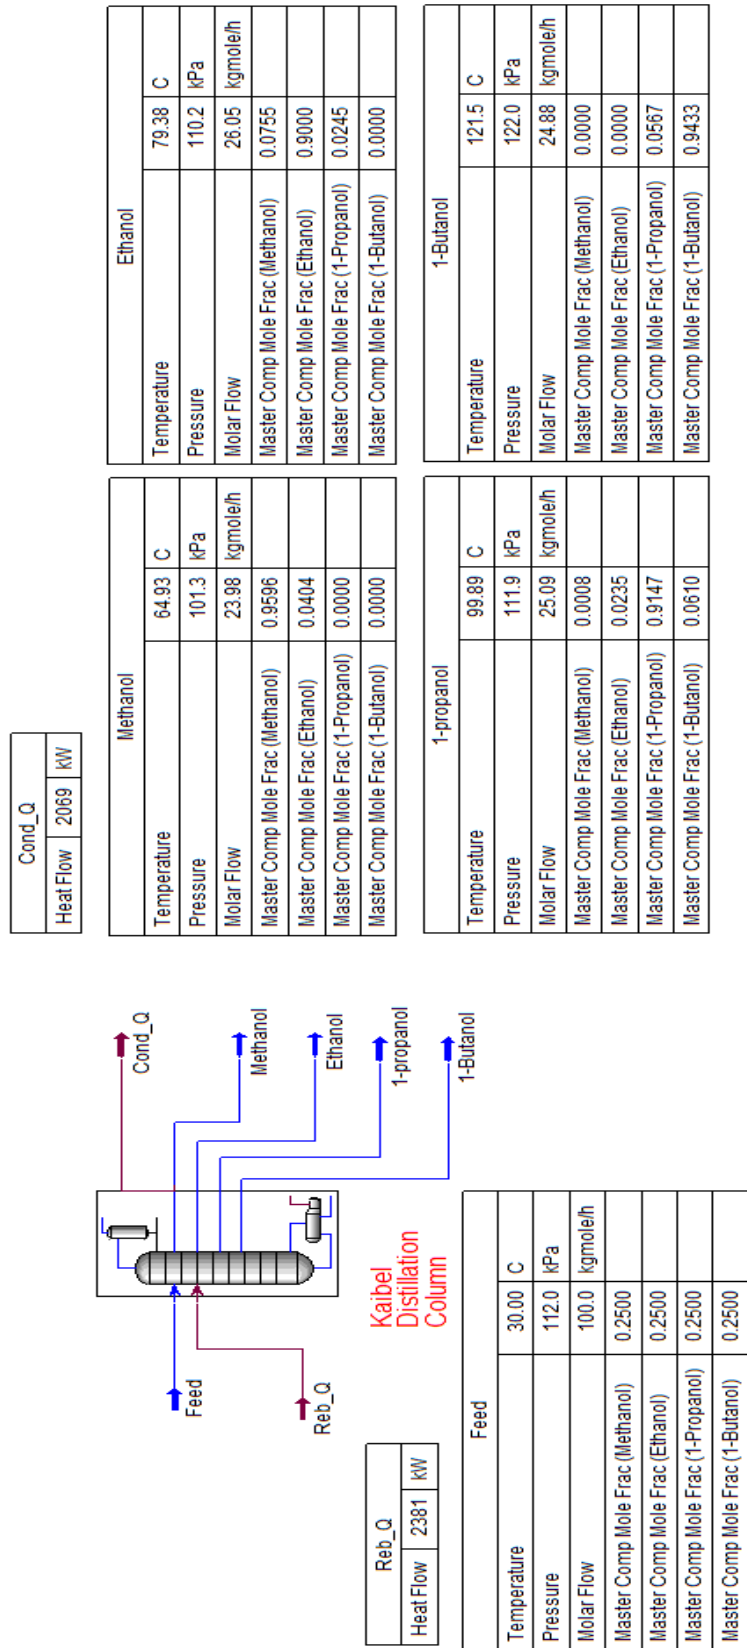 Cond_Q
Heat Flow 2069 kW
Methanol
Temperature 64.93 C
Pressure 101.3 kPa
Molar Flow 23.98 kgmole/h
Master Comp Mole Frac (Methanol) 0.9596
Master Comp Mole Frac (Ethanol) 0.0404
Master Comp Mole Frac (1-Propanol) 0.0000
Master Comp Mole Frac (1-Butanol) 0.0000
Ethanol
Temperature 79.38 C
Pressure 110.2 kPa
Molar Flow 26.05 kgmole/h
Master Comp Mole Frac (Methanol) 0.0755
Master Comp Mole Frac (Ethanol) 0.9000
Master Comp Mole Frac (1-Propanol) 0.0245
Master Comp Mole Frac (1-Butanol) 0.0000
1-propanol
Temperature 99.89 C
Pressure 111.9 kPa
Molar Flow 25.09 kgmole/h
Master Comp Mole Frac (Methanol) 0.0008
Master Comp Mole Frac (Ethanol) 0.0235
Master Comp Mole Frac (1-Propanol) 0.9147
Master Comp Mole Frac (1-Butanol) 0.0610
1-Butanol
Temperature 121.5 C
Pressure 122.0 kPa
Molar Flow 24.88 kgmole/h
Master Comp Mole Frac (Methanol) 0.0000
Master Comp Mole Frac (Ethanol) 0.0000
Master Comp Mole Frac (1-Propanol) 0.0567
Master Comp Mole Frac (1-Butanol) 0.9433
Cond_Q
Methanol
Ethanol
1-propanol
1-Butanol
Feed
Reb_Q
Kaibel
Distillation
Column
Reb_Q
Heat Flow 2381 kW
Feed
Temperature 30.00 C
Pressure 112.0 kPa
Molar Flow 100.0 kgmole/h
Master Comp Mole Frac (Methanol) 0.2500
Master Comp Mole Frac (Ethanol) 0.2500
Master Comp Mole Frac (1-Propanol) 0.2500
Master Comp Mole Frac (1-Butanol) 0.2500